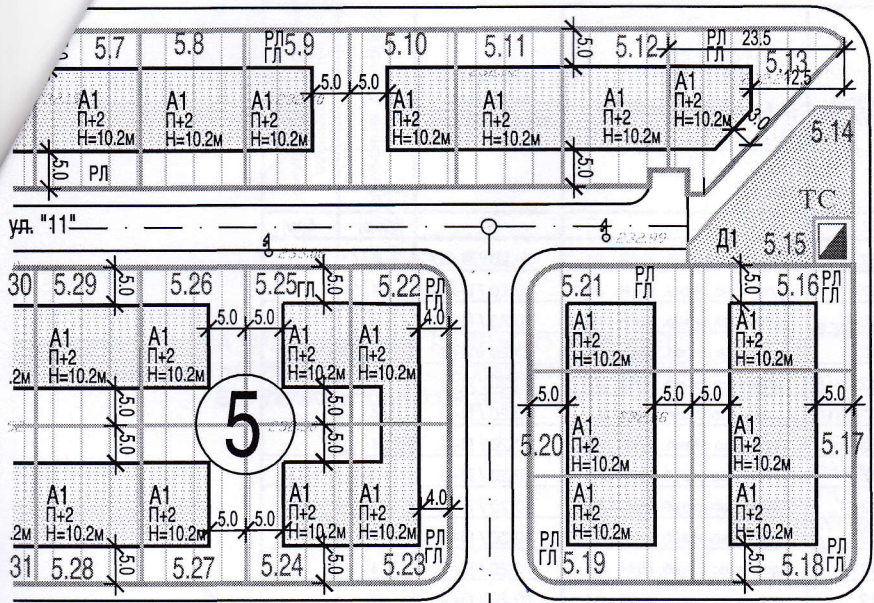 5.7 5.8 РЛ ГЛ 5.9 5.10 5.11 5.12 РЛ ГЛ 23.5 5.13
5.0 5.0 5.0 12.5
А1 П+2 Н=10.2м
А1 П+2 Н=10.2м
А1 П+2 Н=10.2м
А1 П+2 Н=10.2м
А1 П+2 Н=10.2м
А1 П+2 Н=10.2м
А1 П+2 Н=10.2м
3.0
5.14
5.0 РЛ 5.0
ТС
ул. "11"
232.99
Д1 5.15
30 5.29 5.0 5.26 5.25 ГЛ 5.0 5.22 РЛ ГЛ
5.21 РЛ ГЛ 5.0 5.16 РЛ ГЛ
5.0 5.0 4.0
.2м
А1 П+2 Н=10.2м
А1 П+2 Н=10.2м
А1 П+2 Н=10.2м
А1 П+2 Н=10.2м
А1 П+2 Н=10.2м
А1 П+2 Н=10.2м
5.0 5.0 5.0 5.0
5
5.0 5.0 5.0 5.0
5.20 5.17
А1 П+2 Н=10.2м
А1 П+2 Н=10.2м
.2м
А1 П+2 Н=10.2м
А1 П+2 Н=10.2м
А1 П+2 Н=10.2м
А1 П+2 Н=10.2м
А1 П+2 Н=10.2м
А1 П+2 Н=10.2м
5.0 5.0 4.0
31 5.28 5.0 5.27 5.24 5.0 5.23 РЛ ГЛ
РЛ ГЛ 5.19 5.0 5.18 РЛ ГЛ